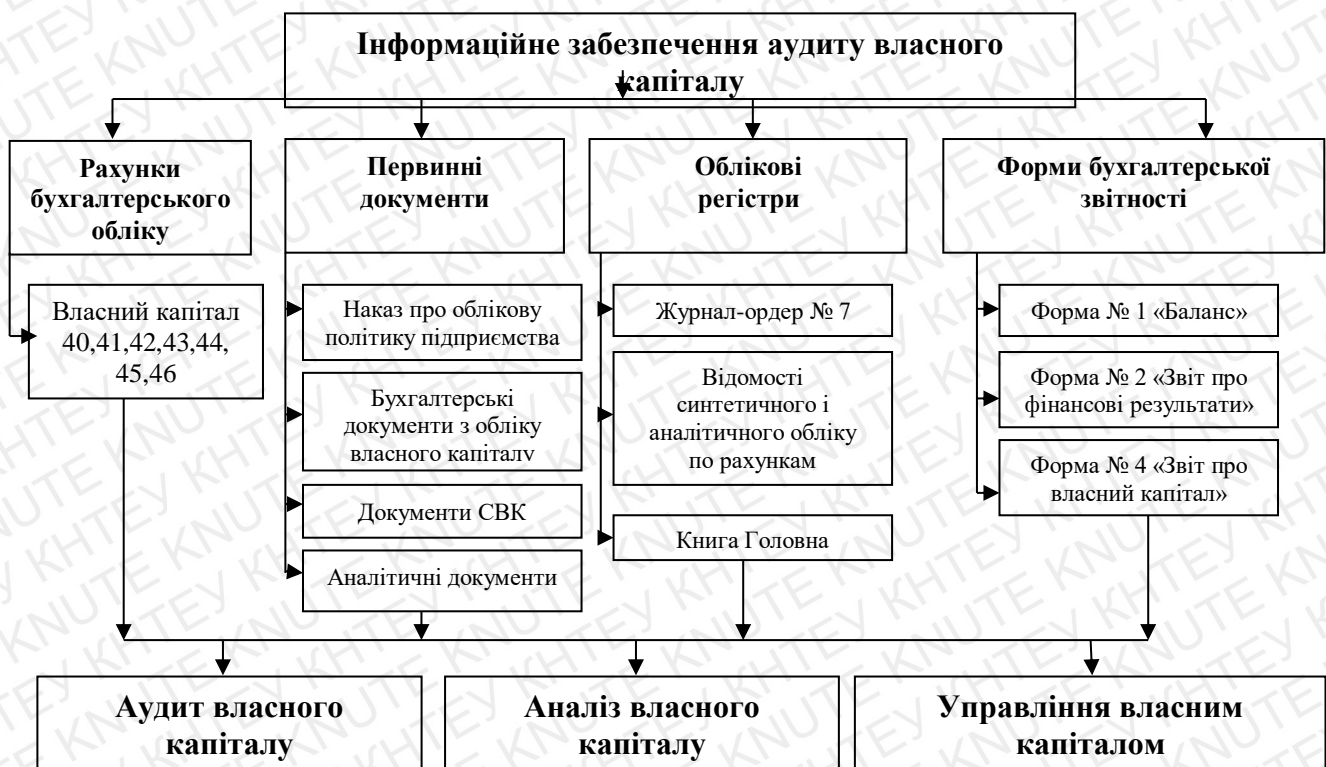 Інформаційне забезпечення аудиту власного
капіталу
Рахунки
бухгалтерського
обліку
Первинні
документи
Облікові
регістри
Форми бухгалтерської
звітності
Власний капітал
40,41,42,43,44,
45,46
Наказ про облікову
політику підприємства
Бухгалтерські
документи з обліку
власного капіталу
Документи СВК
Аналітичні документи
Журнал-ордер № 7
Відомості
синтетичного і
аналітичного обліку
по рахункам
Книга Головна
Форма № 1 «Баланс»
Форма № 2 «Звіт про
фінансові результати»
Форма № 4 «Звіт про
власний капітал»
Аудит власного
капіталу
Аналіз власного
капіталу
Управління власним
капіталом